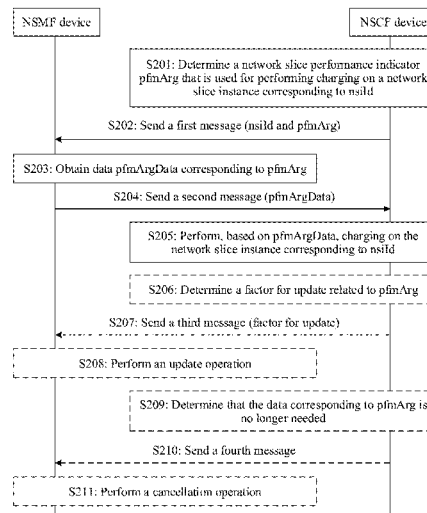 NSMF device
NSCF device
S201: Determine a network slice performance indicator
pfmArg that is used for performing charging on a network
slice instance corresponding to nsiId
S202: Send a first message (nsiId and pfmArg)
S203: Obtain data pfmArgData corresponding to pfmArg
S204: Send a second message (pfmArgData)
S205: Perform, based on pfmArgData, charging on the
network slice instance corresponding to nsiId
S206: Determine a factor for update related to pfmArg
S207: Send a third message (factor for update)
S208: Perform an update operation
S209: Determine that the data corresponding to pfmArg is
no longer needed
S210: Send a fourth message
S211: Perform a cancellation operation